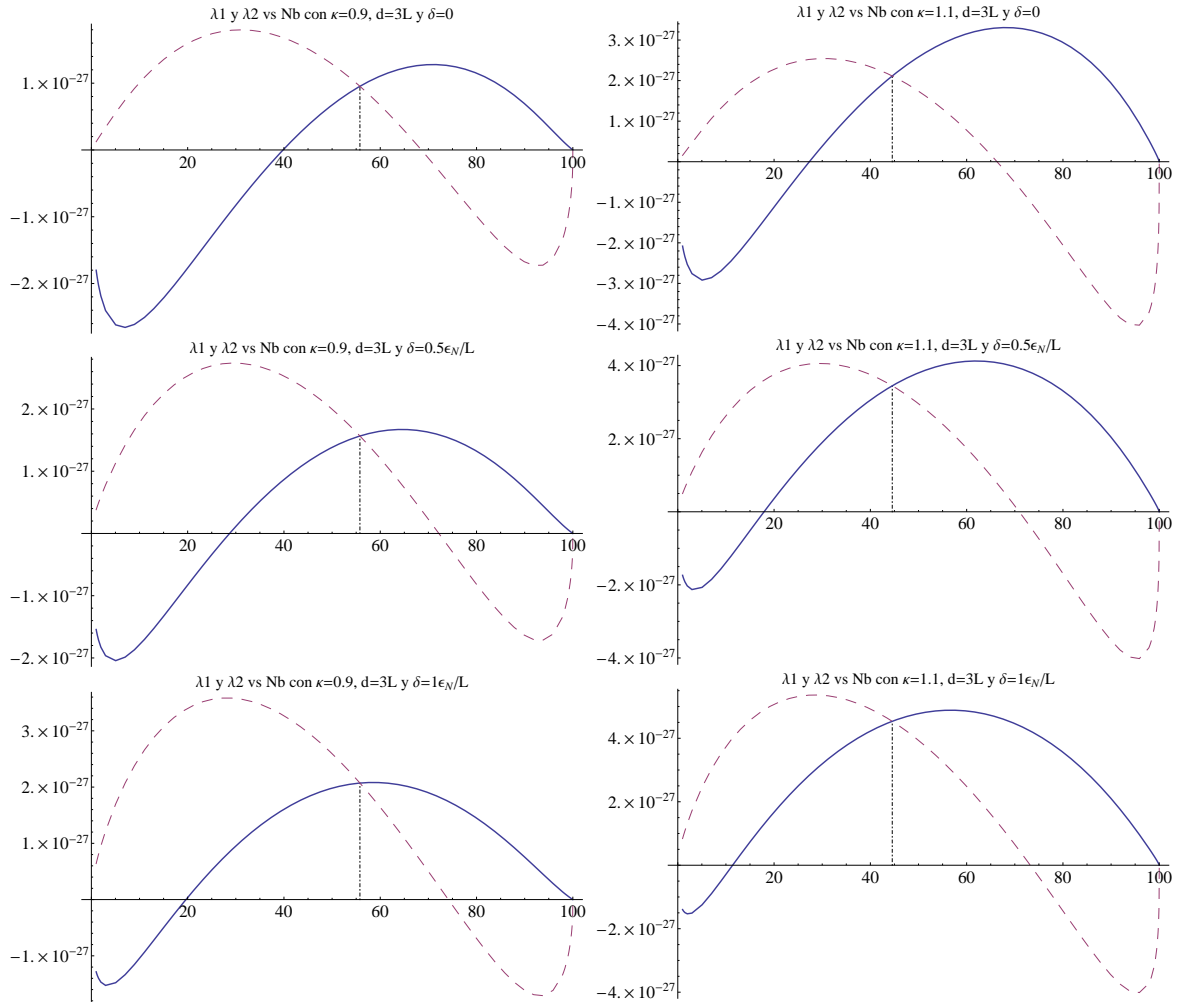 λ1 y λ2 vs Nb con κ=0.9, d=3L y δ=0
1.×10⁻²⁷
20 40 60 80 100
−1.×10⁻²⁷
−2.×10⁻²⁷
λ1 y λ2 vs Nb con κ=1.1, d=3L y δ=0
3.×10⁻²⁷
2.×10⁻²⁷
1.×10⁻²⁷
20 40 60 80 100
−1.×10⁻²⁷
−2.×10⁻²⁷
−3.×10⁻²⁷
−4.×10⁻²⁷
λ1 y λ2 vs Nb con κ=0.9, d=3L y δ=0.5ϵ_N/L
2.×10⁻²⁷
1.×10⁻²⁷
20 40 60 80 100
−1.×10⁻²⁷
−2.×10⁻²⁷
λ1 y λ2 vs Nb con κ=1.1, d=3L y δ=0.5ϵ_N/L
4.×10⁻²⁷
2.×10⁻²⁷
20 40 60 80 100
−2.×10⁻²⁷
−4.×10⁻²⁷
λ1 y λ2 vs Nb con κ=0.9, d=3L y δ=1ϵ_N/L
3.×10⁻²⁷
2.×10⁻²⁷
1.×10⁻²⁷
20 40 60 80 100
−1.×10⁻²⁷
λ1 y λ2 vs Nb con κ=1.1, d=3L y δ=1ϵ_N/L
4.×10⁻²⁷
2.×10⁻²⁷
20 40 60 80 100
−2.×10⁻²⁷
−4.×10⁻²⁷